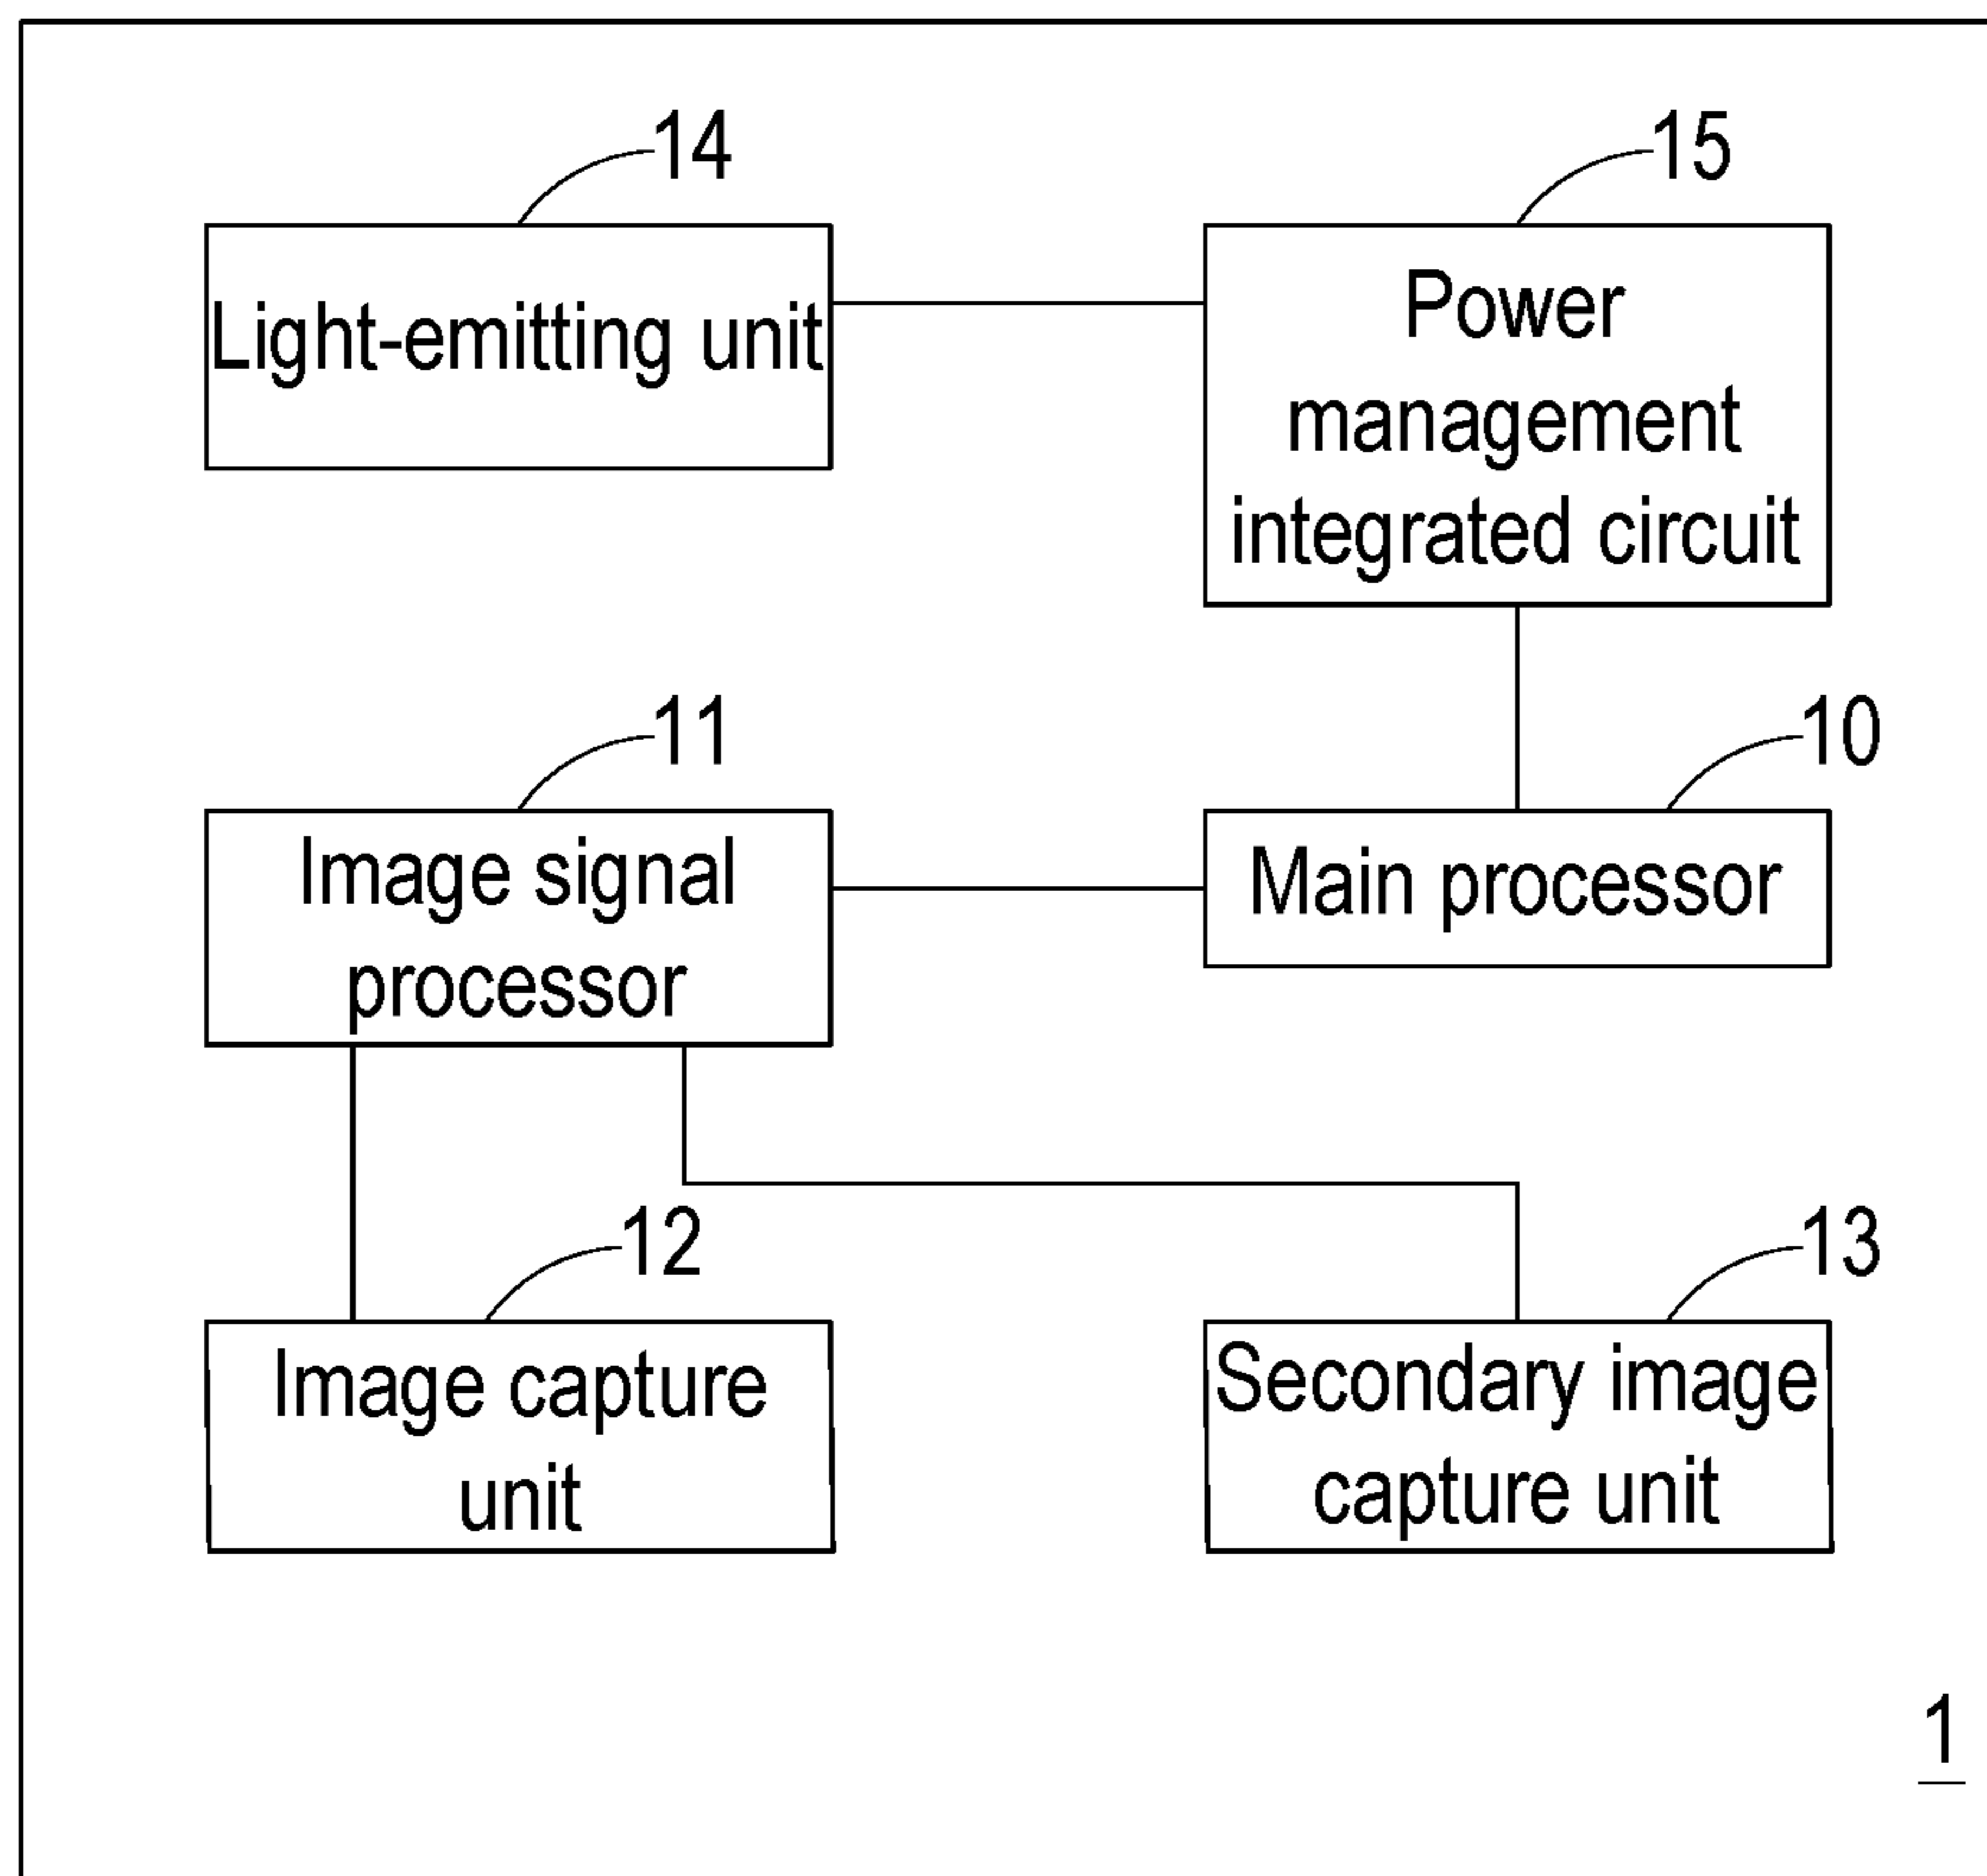 14
15
Light-emitting unit
Power
management
integrated circuit
11
10
Image signal
processor
Main processor
12
13
Image capture
unit
Secondary image
capture unit
1